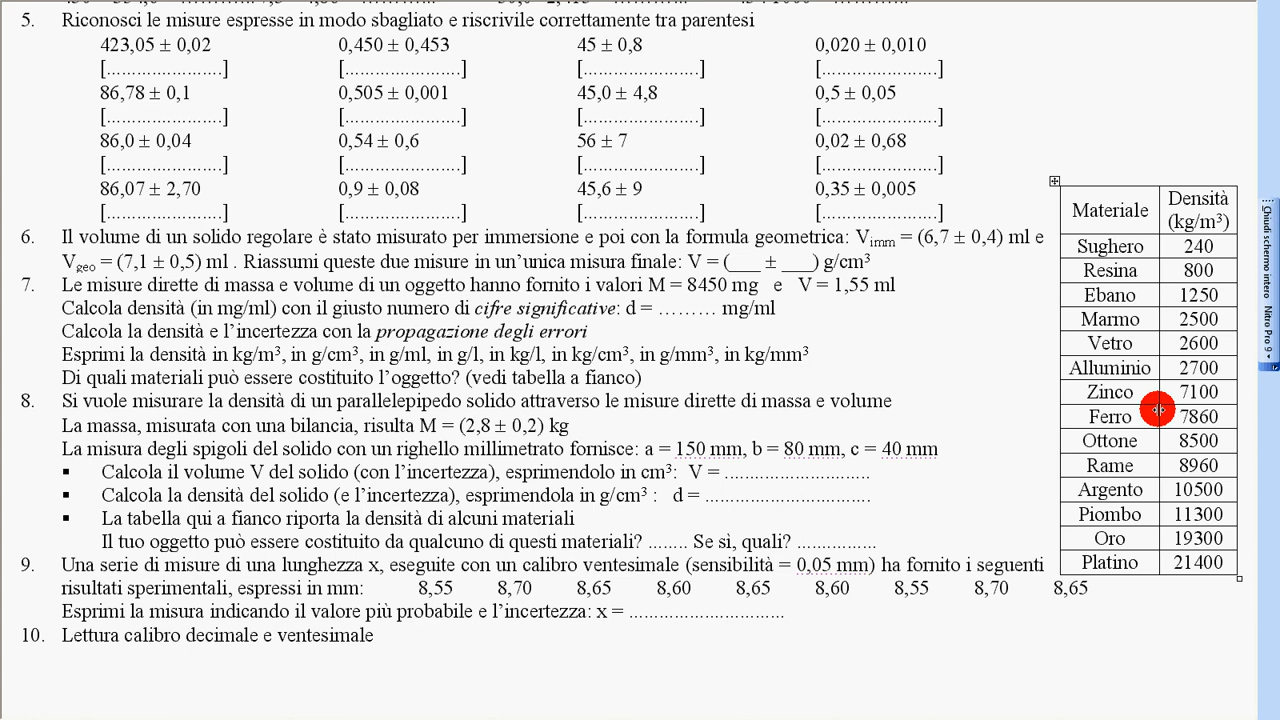 5. Riconosci le misure espresse in modo sbagliato e riscrivile correttamente tra parentesi
423,05 ± 0,02 0,450 ± 0,453 45 ± 0,8 0,020 ± 0,010
[.......................] [.......................] [.......................] [.......................]
86,78 ± 0,1 0,505 ± 0,001 45,0 ± 4,8 0,5 ± 0,05
[.......................] [.......................] [.......................] [.......................]
86,0 ± 0,04 0,54 ± 0,6 56 ± 7 0,02 ± 0,68
[.......................] [.......................] [.......................] [.......................]
86,07 ± 2,70 0,9 ± 0,08 45,6 ± 9 0,35 ± 0,005
[.......................] [.......................] [.......................] [.......................]
6. Il volume di un solido regolare è stato misurato per immersione e poi con la formula geometrica: Vimm = (6,7 ± 0,4) ml e
Vgeo = (7,1 ± 0,5) ml . Riassumi queste due misure in un'unica misura finale: V = (___ ± ___) g/cm³
7. Le misure dirette di massa e volume di un oggetto hanno fornito i valori M = 8450 mg e V = 1,55 ml
Calcola densità (in mg/ml) con il giusto numero di cifre significative: d = ……… mg/ml
Calcola la densità e l'incertezza con la propagazione degli errori
Esprimi la densità in kg/m³, in g/cm³, in g/ml, in g/l, in kg/l, in kg/cm³, in g/mm³, in kg/mm³
Di quali materiali può essere costituito l'oggetto? (vedi tabella a fianco)
8. Si vuole misurare la densità di un parallelepipedo solido attraverso le misure dirette di massa e volume
La massa, misurata con una bilancia, risulta M = (2,8 ± 0,2) kg
La misura degli spigoli del solido con un righello millimetrato fornisce: a = 150 mm, b = 80 mm, c = 40 mm
▪ Calcola il volume V del solido (con l'incertezza), esprimendolo in cm³: V = …………………………
▪ Calcola la densità del solido (e l'incertezza), esprimendola in g/cm³ : d = ……………………………
▪ La tabella qui a fianco riporta la densità di alcuni materiali
Il tuo oggetto può essere costituito da qualcuno di questi materiali? ........ Se sì, quali? ................
9. Una serie di misure di una lunghezza x, eseguite con un calibro ventesimale (sensibilità = 0,05 mm) ha fornito i seguenti
risultati sperimentali, espressi in mm: 8,55 8,70 8,65 8,60 8,65 8,60 8,55 8,70 8,65
Esprimi la misura indicando il valore più probabile e l'incertezza: x = ……………………………
10. Lettura calibro decimale e ventesimale
Materiale Densità
(kg/m³)
Sughero 240
Resina 800
Ebano 1250
Marmo 2500
Vetro 2600
Alluminio 2700
Zinco 7100
Ferro 7860
Ottone 8500
Rame 8960
Argento 10500
Piombo 11300
Oro 19300
Platino 21400
Chiudi schermo intero Nitro Pro 9